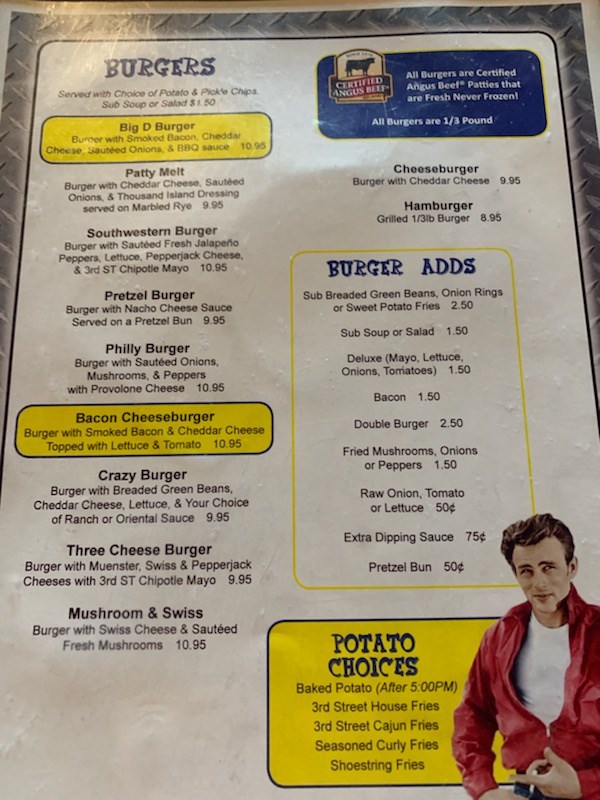 BURGERS
Served with Choice of Potato & Pickle Chips.
Sub Soup or Salad $1.50
Big D Burger
Burger with Smoked Bacon, Cheddar
Cheese, Sautéed Onions, & BBQ sauce 10.95
Patty Melt
Burger with Cheddar Cheese, Sautéed
Onions, & Thousand Island Dressing
served on Marbled Rye 9.95
Southwestern Burger
Burger with Sautéed Fresh Jalapeño
Peppers, Lettuce, Pepperjack Cheese,
& 3rd ST Chipotle Mayo 10.95
Pretzel Burger
Burger with Nacho Cheese Sauce
Served on a Pretzel Bun 9.95
Philly Burger
Burger with Sautéed Onions,
Mushrooms, & Peppers
with Provolone Cheese 10.95
Bacon Cheeseburger
Burger with Smoked Bacon & Cheddar Cheese
Topped with Lettuce & Tomato 10.95
Crazy Burger
Burger with Breaded Green Beans,
Cheddar Cheese, Lettuce, & Your Choice
of Ranch or Oriental Sauce 9.95
Three Cheese Burger
Burger with Muenster, Swiss & Pepperjack
Cheeses with 3rd ST Chipotle Mayo 9.95
Mushroom & Swiss
Burger with Swiss Cheese & Sautéed
Fresh Mushrooms 10.95
CERTIFIED
ANGUS BEEF
All Burgers are Certified
Angus Beef® Patties that
are Fresh Never Frozen!
All Burgers are 1/3 Pound
Cheeseburger
Burger with Cheddar Cheese 9.95
Hamburger
Grilled 1/3lb Burger 8.95
BURGER ADDS
Sub Breaded Green Beans, Onion Rings
or Sweet Potato Fries 2.50
Sub Soup or Salad 1.50
Deluxe (Mayo, Lettuce,
Onions, Tomatoes) 1.50
Bacon 1.50
Double Burger 2.50
Fried Mushrooms, Onions
or Peppers 1.50
Raw Onion, Tomato
or Lettuce 50¢
Extra Dipping Sauce 75¢
Pretzel Bun 50¢
POTATO
CHOICES
Baked Potato (After 5:00PM)
3rd Street House Fries
3rd Street Cajun Fries
Seasoned Curly Fries
Shoestring Fries